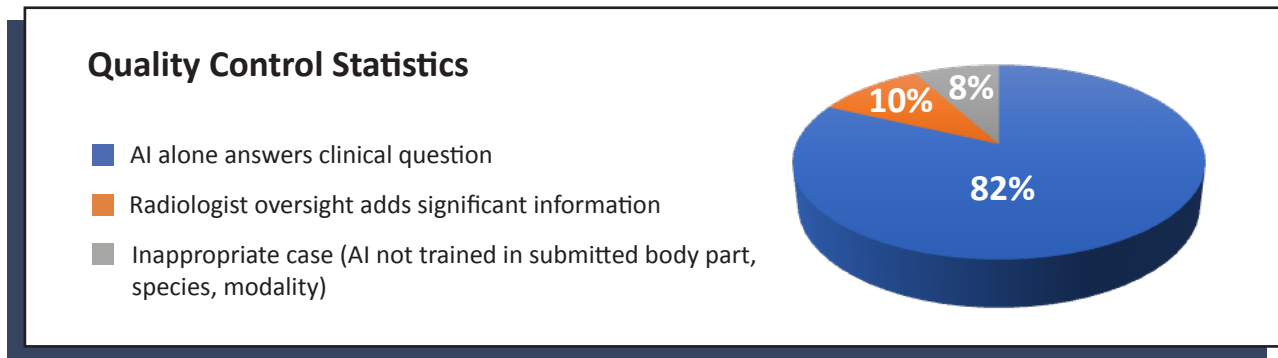 Quality Control Statistics
AI alone answers clinical question
Radiologist oversight adds significant information
Inappropriate case (AI not trained in submitted body part,
species, modality)
8%
10%
82%